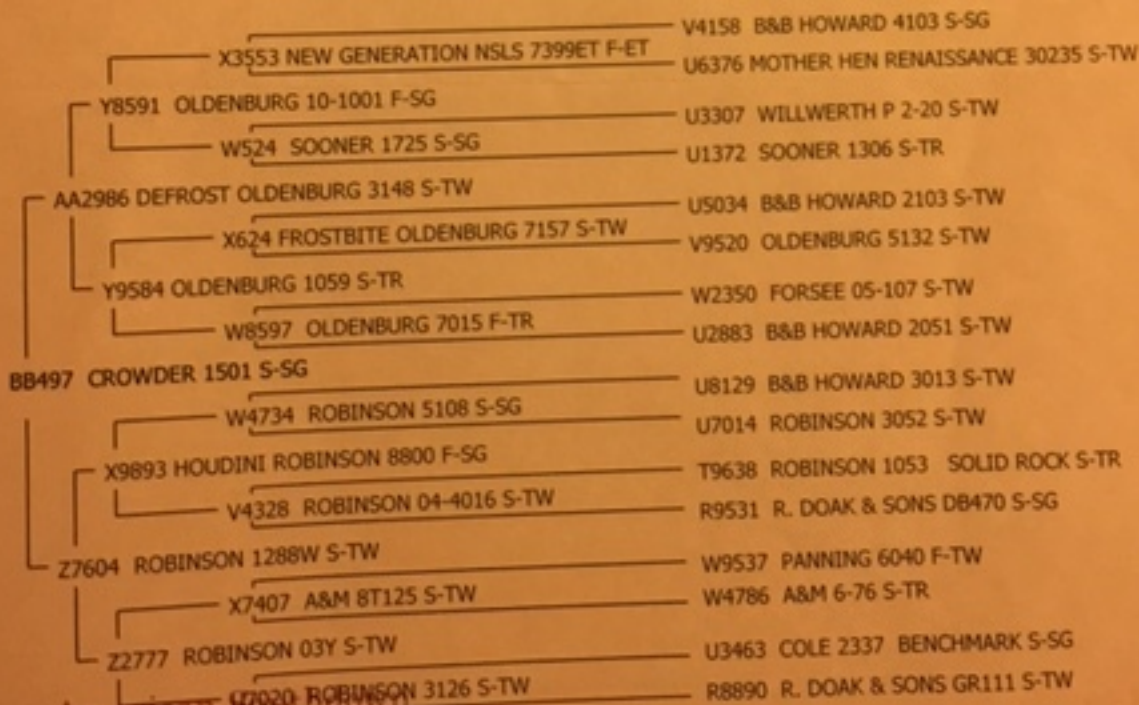 V4158 B&B HOWARD 4103 S-SG
X3553 NEW GENERATION NSLS 7399ET F-ET
U6376 MOTHER HEN RENAISSANCE 30235 S-TW
Y8591 OLDENBURG 10-1001 F-SG
U3307 WILLWERTH P 2-20 S-TW
W524 SOONER 1725 S-SG
U1372 SOONER 1306 S-TR
AA2986 DEFROST OLDENBURG 3148 S-TW
U5034 B&B HOWARD 2103 S-TW
X624 FROSTBITE OLDENBURG 7157 S-TW
V9520 OLDENBURG 5132 S-TW
Y9584 OLDENBURG 1059 S-TR
W2350 FORSEE 05-107 S-TW
W8597 OLDENBURG 7015 F-TR
U2883 B&B HOWARD 2051 S-TW
BB497 CROWDER 1501 S-SG
U8129 B&B HOWARD 3013 S-TW
W4734 ROBINSON 5108 S-SG
U7014 ROBINSON 3052 S-TW
X9893 HOUDINI ROBINSON 8800 F-SG
T9638 ROBINSON 1053 SOLID ROCK S-TR
V4328 ROBINSON 04-4016 S-TW
R9531 R. DOAK & SONS DB470 S-SG
Z7604 ROBINSON 1288W S-TW
W9537 PANNING 6040 F-TW
X7407 A&M 8T125 S-TW
W4786 A&M 6-76 S-TR
Z2777 ROBINSON 03Y S-TW
U3463 COLE 2337 BENCHMARK S-SG
U7020 ROBINSON 3126 S-TW
R8890 R. DOAK & SONS GR111 S-TW